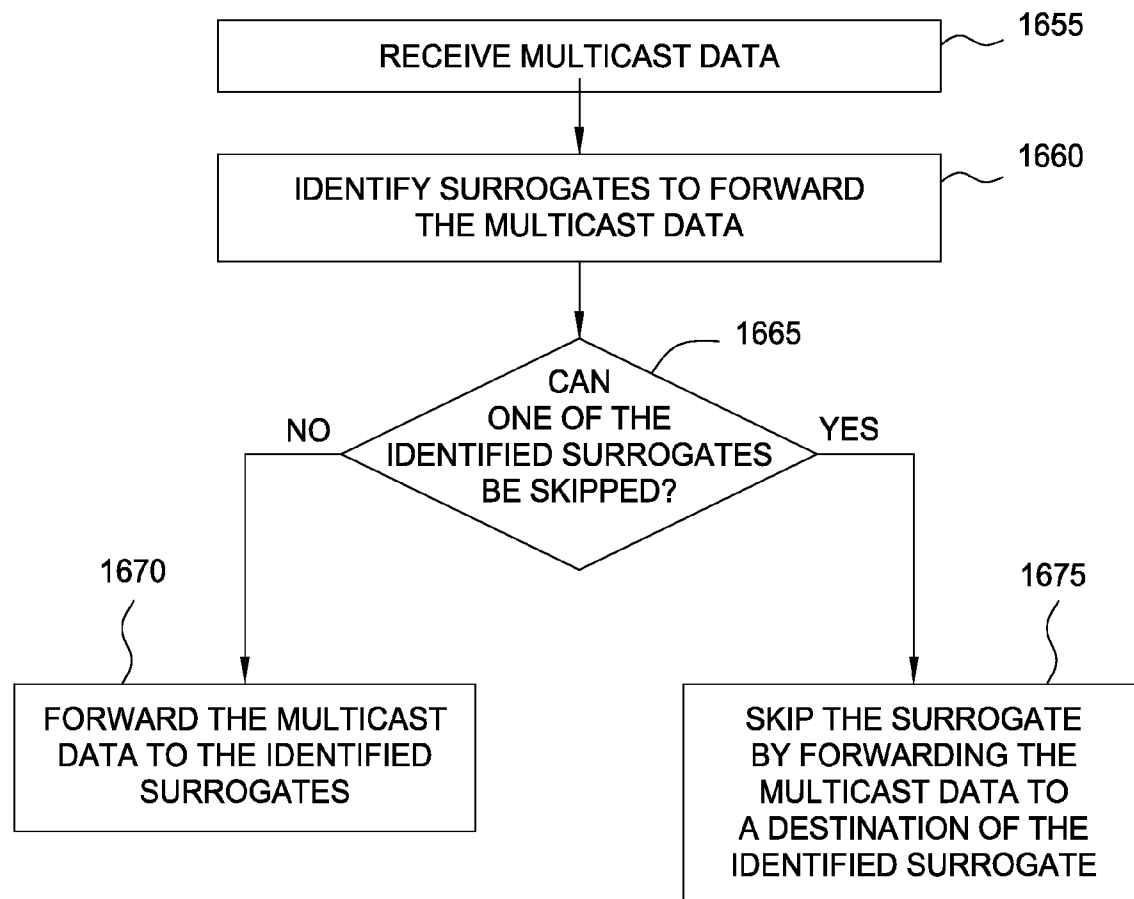 1655
RECEIVE MULTICAST DATA
1660
IDENTIFY SURROGATES TO FORWARD
THE MULTICAST DATA
1665
CAN
ONE OF THE
IDENTIFIED SURROGATES
BE SKIPPED?
NO
YES
1670
FORWARD THE MULTICAST
DATA TO THE IDENTIFIED
SURROGATES
1675
SKIP THE SURROGATE
BY FORWARDING THE
MULTICAST DATA TO
A DESTINATION OF THE
IDENTIFIED SURROGATE